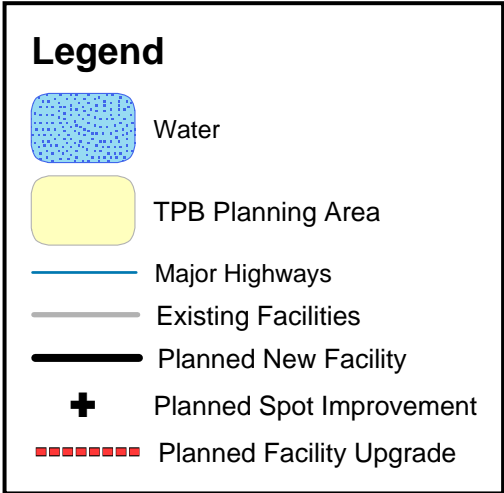 Legend
Water
TPB Planning Area
Major Highways
Existing Facilities
Planned New Facility
Planned Spot Improvement
Planned Facility Upgrade